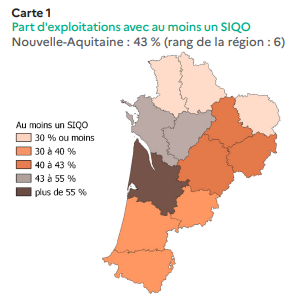 Carte 1
Part d'exploitations avec au moins un SIQO
Nouvelle-Aquitaine : 43 % (rang de la région : 6)
Au moins un SIQO
30 % ou moins
30 à 40 %
40 à 43 %
43 à 55 %
plus de 55 %